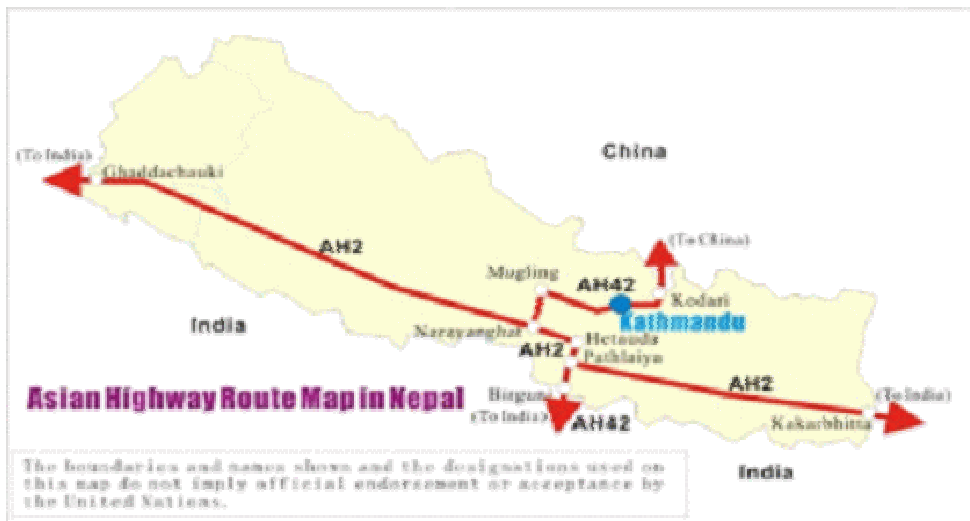 (To India)
Ghaddachauki
China
AH2
(To China)
Mugling
AH42
Kodari
Kathmandu
India
Narayanghat
Hetauda
AH2
Pathlaiya
Asian Highway Route Map in Nepal
Birgunj
AH2
(To India)
(To India)
AH42
Kakarbhitta
India
The boundaries and names shown and the designations used on
this map do not imply official endorsement or acceptance by
the United Nations.